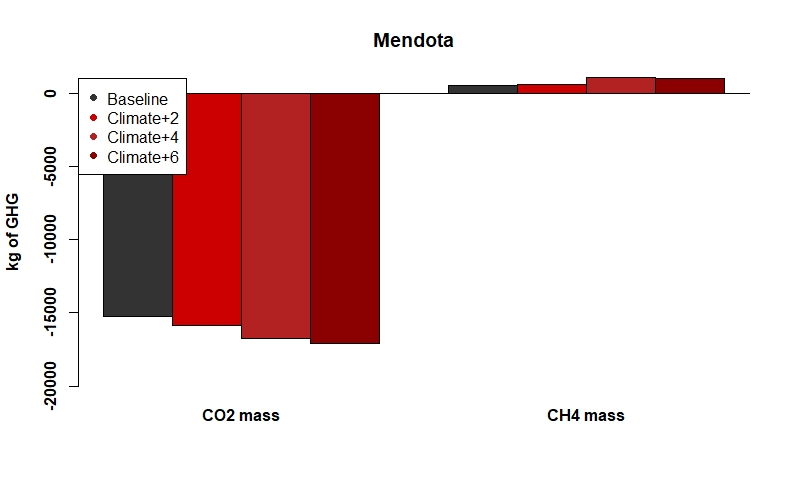 Mendota
kg of GHG
0
-5000
-10000
-15000
-20000
Baseline
Climate+2
Climate+4
Climate+6
CO2 mass
CH4 mass